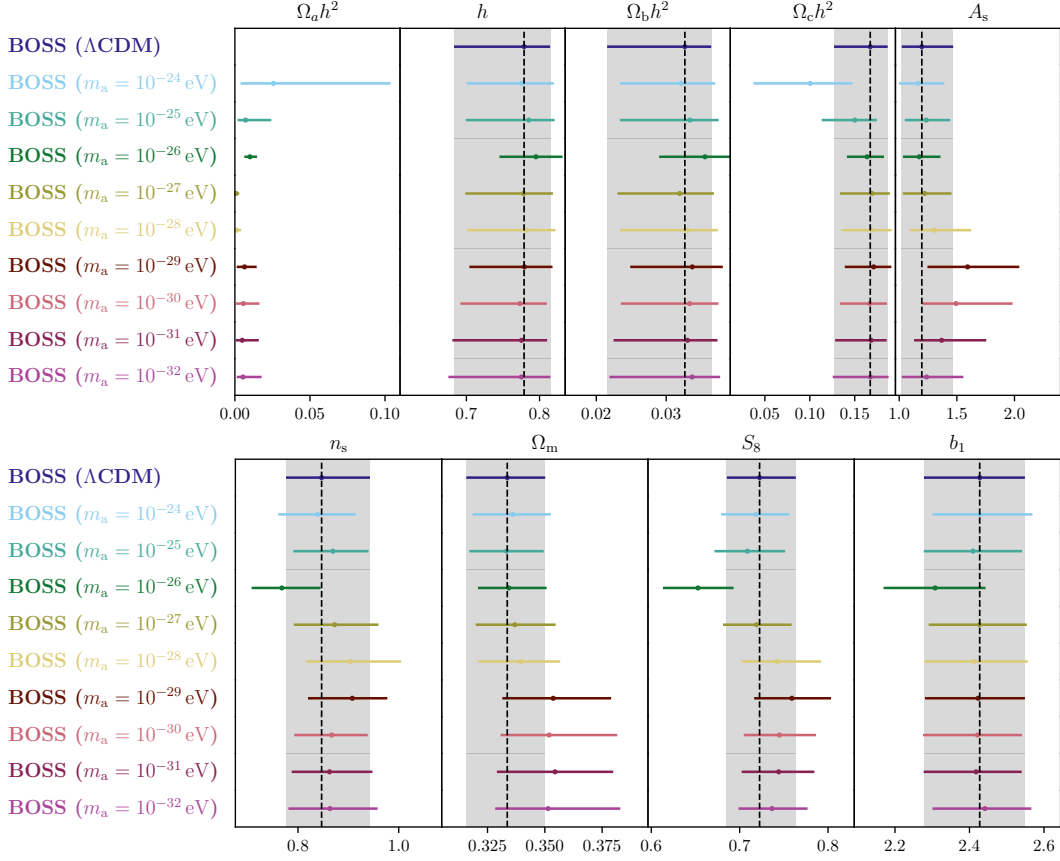 Ωₐh² h Ω_bh² Ω_ch² A_s
BOSS (ΛCDM)
BOSS (mₐ = 10⁻²⁴ eV)
BOSS (mₐ = 10⁻²⁵ eV)
BOSS (mₐ = 10⁻²⁶ eV)
BOSS (mₐ = 10⁻²⁷ eV)
BOSS (mₐ = 10⁻²⁸ eV)
BOSS (mₐ = 10⁻²⁹ eV)
BOSS (mₐ = 10⁻³⁰ eV)
BOSS (mₐ = 10⁻³¹ eV)
BOSS (mₐ = 10⁻³² eV)
0.00 0.05 0.10 0.7 0.8 0.02 0.03 0.05 0.10 0.15 1.0 1.5 2.0
n_s Ω_m S₈ b₁
BOSS (ΛCDM)
BOSS (mₐ = 10⁻²⁴ eV)
BOSS (mₐ = 10⁻²⁵ eV)
BOSS (mₐ = 10⁻²⁶ eV)
BOSS (mₐ = 10⁻²⁷ eV)
BOSS (mₐ = 10⁻²⁸ eV)
BOSS (mₐ = 10⁻²⁹ eV)
BOSS (mₐ = 10⁻³⁰ eV)
BOSS (mₐ = 10⁻³¹ eV)
BOSS (mₐ = 10⁻³² eV)
0.8 1.0 0.325 0.350 0.375 0.6 0.7 0.8 2.2 2.4 2.6